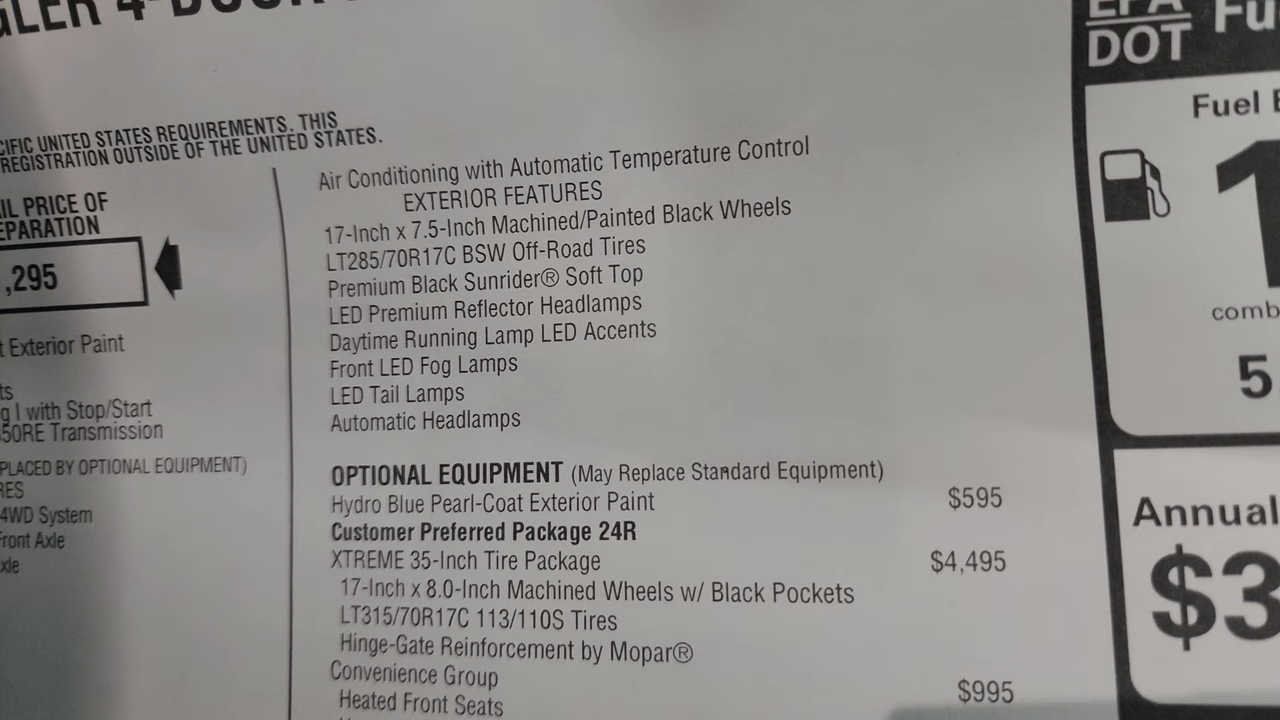 4-DOOR
CIFIC UNITED STATES REQUIREMENTS. THIS
REGISTRATION OUTSIDE OF THE UNITED STATES.
IL PRICE OF
EPARATION
,295
t Exterior Paint
ts
g I with Stop/Start
50RE Transmission
PLACED BY OPTIONAL EQUIPMENT)
RES
4WD System
Front Axle
xle
Air Conditioning with Automatic Temperature Control
EXTERIOR FEATURES
17-Inch x 7.5-Inch Machined/Painted Black Wheels
LT285/70R17C BSW Off-Road Tires
Premium Black Sunrider® Soft Top
LED Premium Reflector Headlamps
Daytime Running Lamp LED Accents
Front LED Fog Lamps
LED Tail Lamps
Automatic Headlamps
OPTIONAL EQUIPMENT (May Replace Standard Equipment)
Hydro Blue Pearl-Coat Exterior Paint $595
Customer Preferred Package 24R
XTREME 35-Inch Tire Package $4,495
17-Inch x 8.0-Inch Machined Wheels w/ Black Pockets
LT315/70R17C 113/110S Tires
Hinge-Gate Reinforcement by Mopar®
Convenience Group $995
Heated Front Seats
EPA
DOT
Fu
Fuel E
1
comb
5
Annual
$3